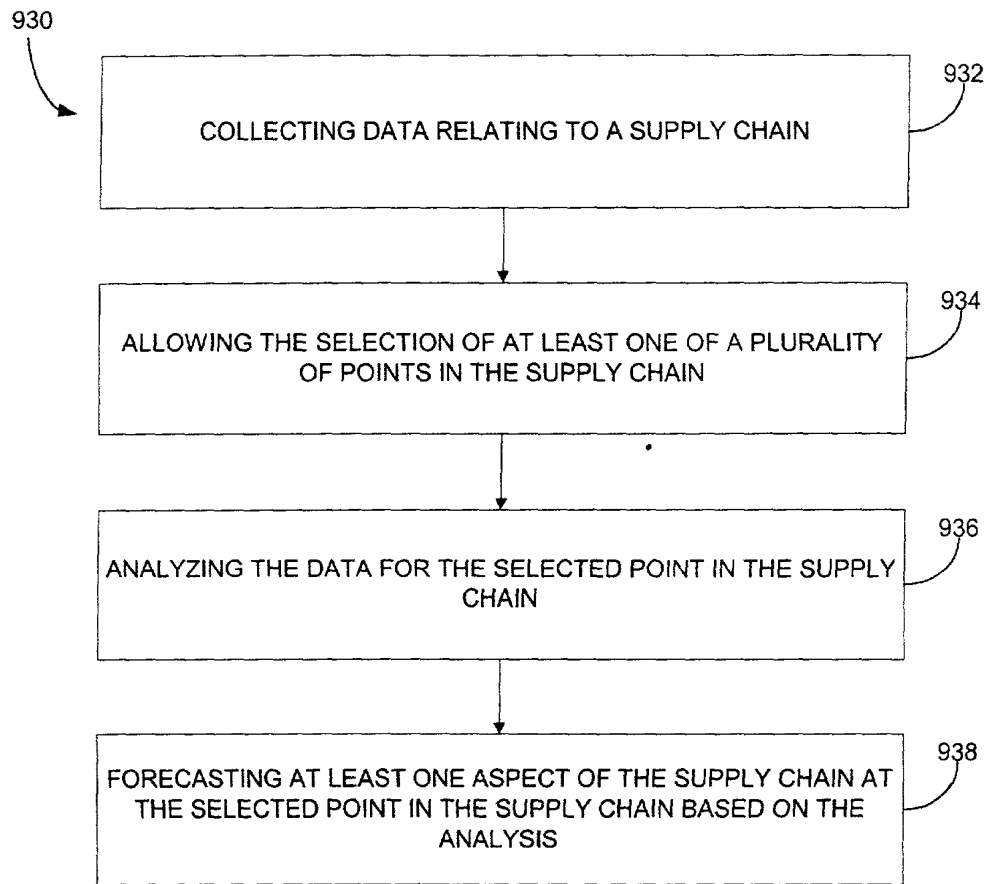 930
932
COLLECTING DATA RELATING TO A SUPPLY CHAIN
934
ALLOWING THE SELECTION OF AT LEAST ONE OF A PLURALITY
OF POINTS IN THE SUPPLY CHAIN
936
ANALYZING THE DATA FOR THE SELECTED POINT IN THE SUPPLY
CHAIN
938
FORECASTING AT LEAST ONE ASPECT OF THE SUPPLY CHAIN AT
THE SELECTED POINT IN THE SUPPLY CHAIN BASED ON THE
ANALYSIS